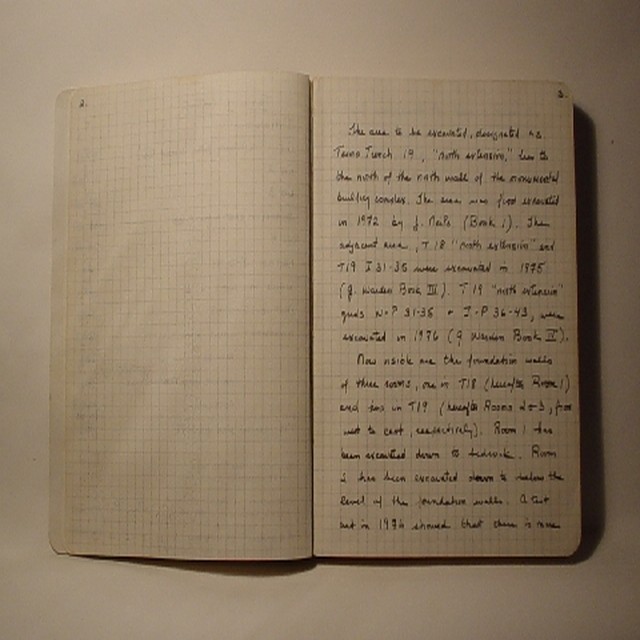 2.
3.
The area to be excavated, designated as
Tesoro Trench 19, "north extension," lies to
the north of the north wall of the monumental
building complex. The area was first excavated
in 1972 by J. Neils (Book 1). The
adjacent area, T 18 "north extension" and
T19 I 31-35 were excavated in 1975
(G. Warden Book III). T 19 "north extension"
grids N-P 31-35 + I-P 36-43, were
excavated in 1976 (G Warden Book IV).
Now visible are the foundation walls
of three rooms, one in T18 (hereafter Room 1)
and two in T19 (hereafter Rooms 2+3, from
west to east, respectively). Room 1 has
been excavated down to bedrock. Room
2 has been excavated down to below the
level of the foundation walls. A test
cut in 1976 showed that there is more